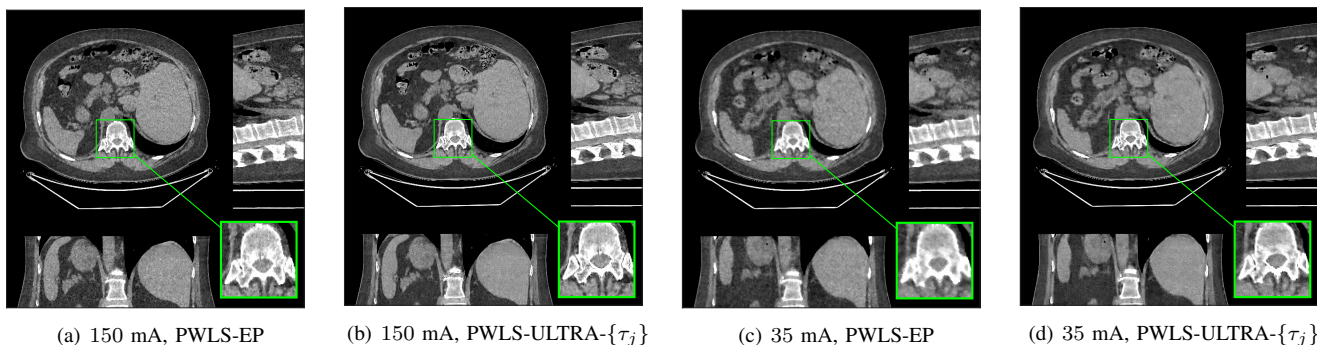 (a) 150 mA, PWLS-EP
(b) 150 mA, PWLS-ULTRA-{τj}
(c) 35 mA, PWLS-EP
(d) 35 mA, PWLS-ULTRA-{τj}